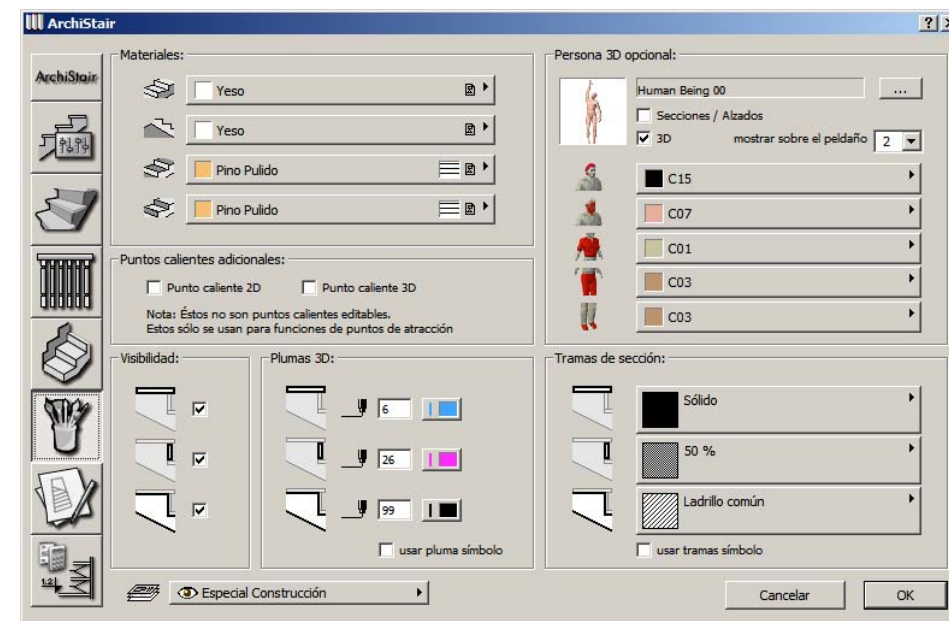 ArchiStair
ArchiStair
Materiales:
Yeso
Yeso
Pino Pulido
Pino Pulido
Persona 3D opcional:
Human Being 00
...
Secciones / Alzados
3D mostrar sobre el peldaño 2
C15
C07
C01
C03
C03
Puntos calientes adicionales:
Punto caliente 2D Punto caliente 3D
Nota: Éstos no son puntos calientes editables.
Estos sólo se usan para funciones de puntos de atracción
Visibilidad:
Plumas 3D:
6
26
99
usar pluma símbolo
Tramas de sección:
Sólido
50 %
Ladrillo común
usar tramas símbolo
1.21
Especial Construcción
Cancelar
OK